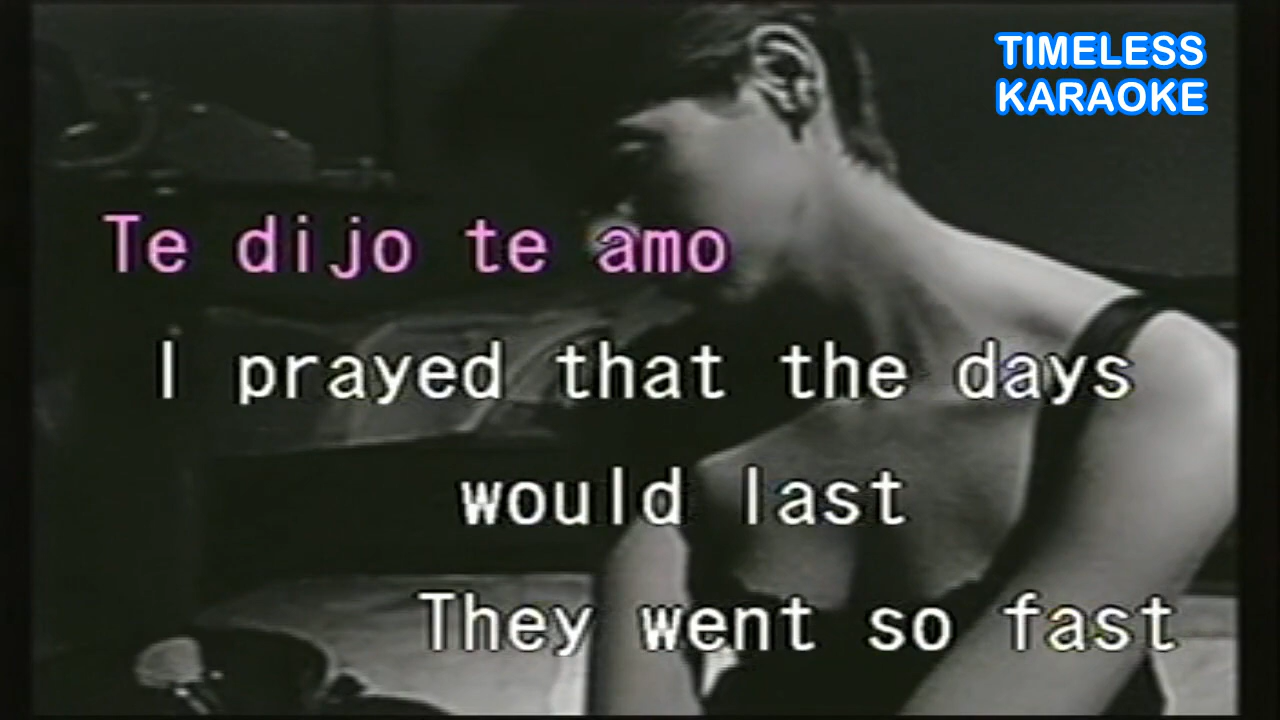 TIMELESS
KARAOKE
Te dijo te amo
I prayed that the days
would last
They went so fast